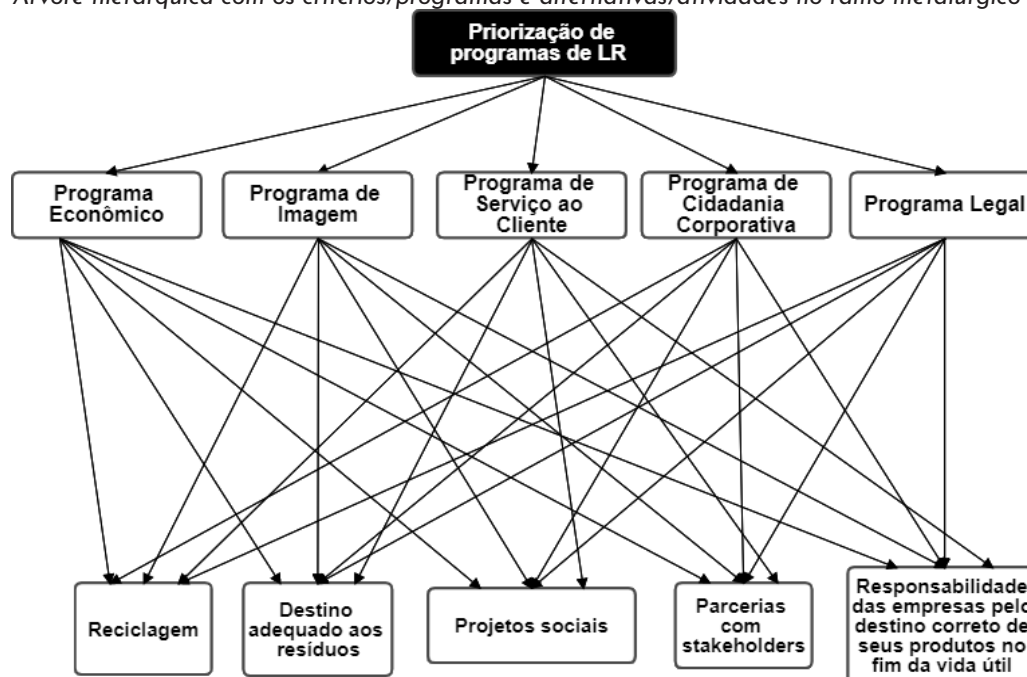 Árvore hierárquica com os critérios/programas e alternativas/atividades no ramo metalúrgico
Priorização de
programas de LR
Programa
Econômico
Programa de
Imagem
Programa de
Serviço ao
Cliente
Programa de
Cidadania
Corporativa
Programa Legal
Reciclagem
Destino
adequado aos
resíduos
Projetos sociais
Parcerias
com
stakeholders
Responsabilidade
das empresas pelo
destino correto de
seus produtos no
fim da vida útil